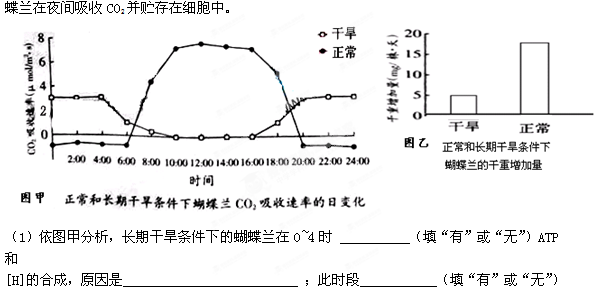 蝶兰在夜间吸收CO₂并贮存在细胞中。
CO₂吸收速率(μmol/m²·s)
8
6
4
2
0
干旱
正常
2:00 4:00 6:00 8:00 10:00 12:00 14:00 16:00 18:00 20:00 22:00 24:00
时间
图甲 正常和长期干旱条件下蝴蝶兰CO₂吸收速率的日变化
干重增加量(mg/株·天)
20
15
10
5
0
干旱 正常
图乙 正常和长期干旱条件下
蝴蝶兰的干重增加量
(1)依图甲分析,长期干旱条件下的蝴蝶兰在0~4时 __________(填“有”或“无”)ATP
和
[H]的合成,原因是__________________________;此时段___________(填“有”或“无”)